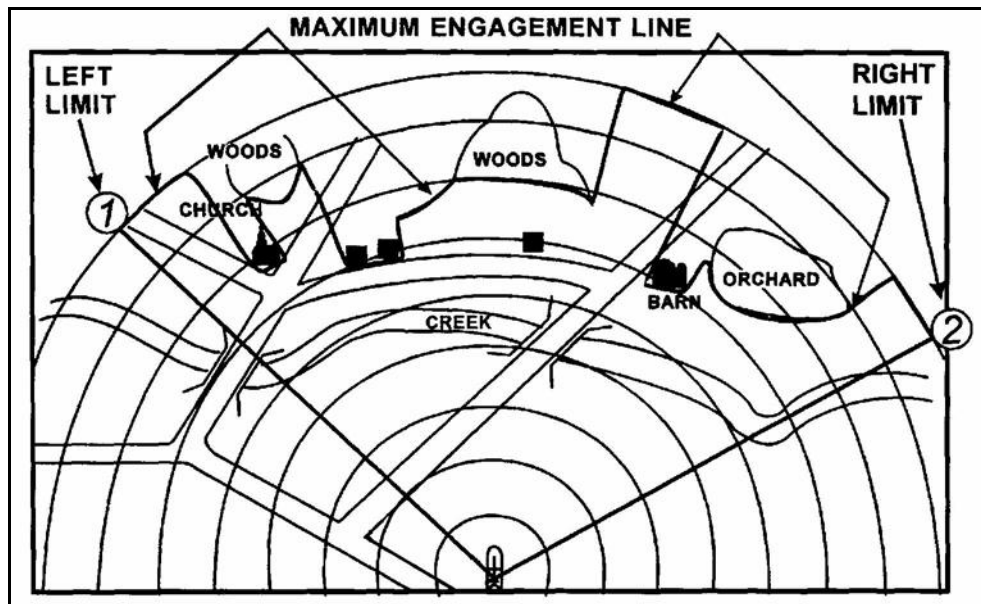 MAXIMUM ENGAGEMENT LINE
LEFT
LIMIT
RIGHT
LIMIT
WOODS
WOODS
1
CHURCH
ORCHARD
BARN
CREEK
2